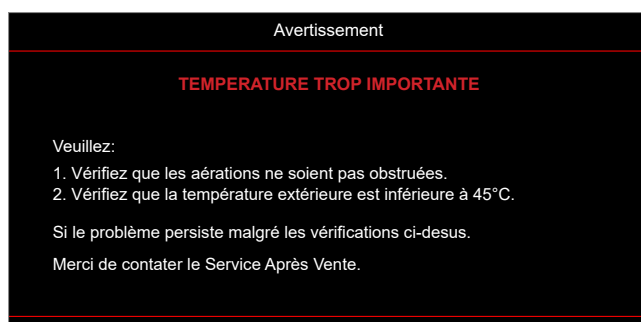 Avertissement
TEMPERATURE TROP IMPORTANTE
Veuillez:
1. Vérifiez que les aérations ne soient pas obstruées.
2. Vérifiez que la température extérieure est inférieure à 45°C.
Si le problème persiste malgré les vérifications ci-desus.
Merci de contater le Service Après Vente.